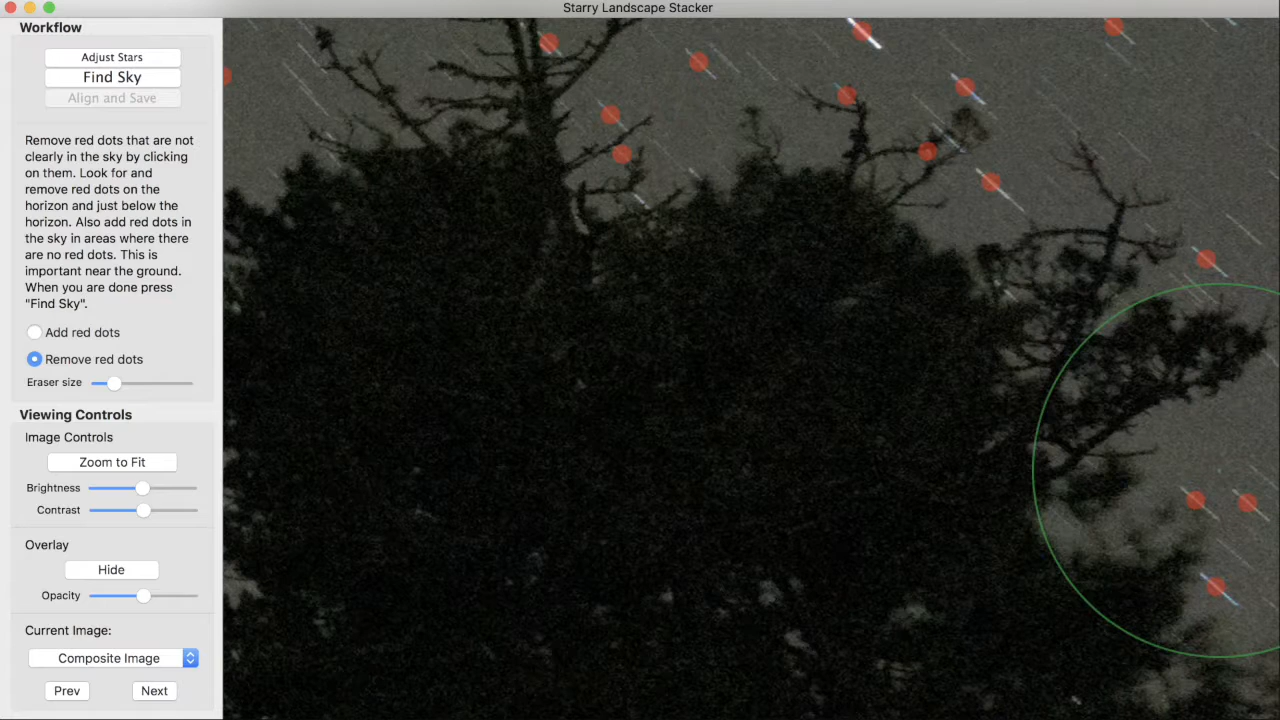 Starry Landscape Stacker
Workflow
Adjust Stars
Find Sky
Align and Save
Remove red dots that are not
clearly in the sky by clicking
on them. Look for and
remove red dots on the
horizon and just below the
horizon. Also add red dots in
the sky in areas where there
are no red dots. This is
important near the ground.
When you are done press
"Find Sky".
Add red dots
Remove red dots
Eraser size
Viewing Controls
Image Controls
Zoom to Fit
Brightness
Contrast
Overlay
Hide
Opacity
Current Image:
Composite Image
Prev
Next